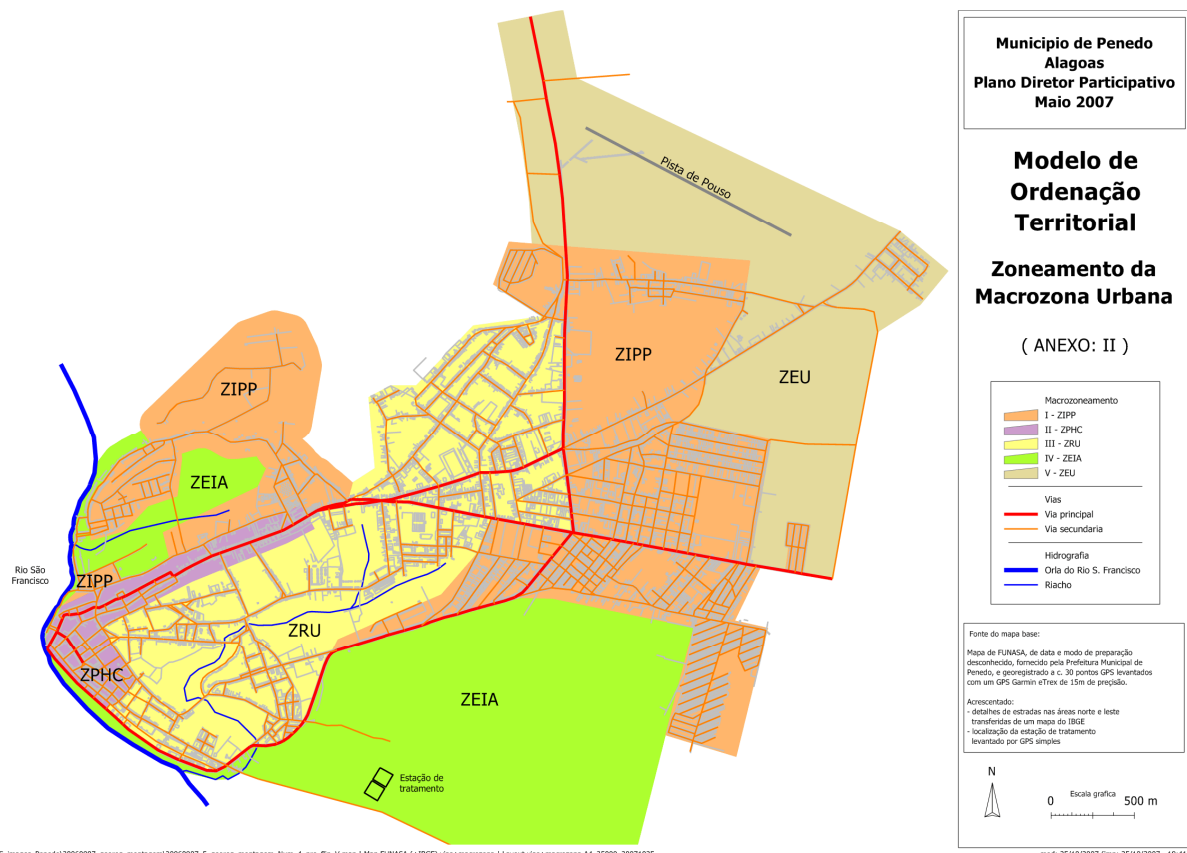 Municipio de Penedo
Alagoas
Plano Diretor Participativo
Maio 2007
Modelo de
Ordenação
Territorial
Zoneamento da
Macrozona Urbana
( ANEXO: II )
Macrozoneamento
I - ZIPP
II - ZPHC
III - ZRU
IV - ZEIA
V - ZEU
Vias
Via principal
Via secundaria
Hidrografia
Orla do Rio S. Francisco
Riacho
Fonte do mapa base:
Mapa de FUNASA, de data e modo de preparação
desconhecido, fornecido pela Prefeitura Municipal de
Penedo, e georegistrado a c. 30 pontos GPS levantados
com um GPS Garmin eTrex de 15m de preçisão.
Acrescentado:
- detalhes de estradas nas áreas norte e leste
transferidas de um mapa do IBGE
- localização da estação de tratamento
levantado por GPS simples
N
Escala grafica
0 500 m
Pista de Pouso
ZIPP
ZEU
ZIPP
ZEIA
Rio São
Francisco
ZIPP
ZRU
ZPHC
ZEIA
Estação de
tratamento